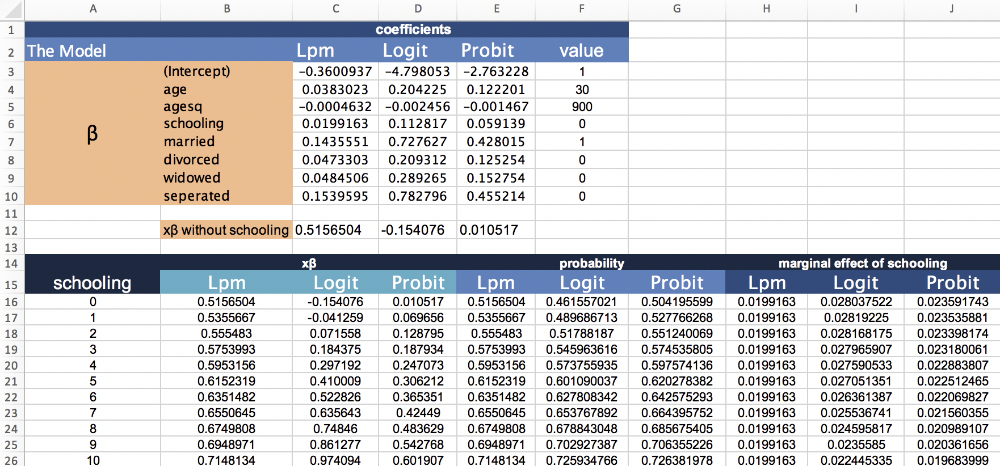 A B C D E F G H I J
1 coefficients
2 The Model Lpm Logit Probit value
3 (Intercept) −0.3600937 −4.798053 −2.763228 1
4 age 0.0383023 0.204225 0.122201 30
5 agesq −0.0004632 −0.002456 −0.001467 900
6 schooling 0.0199163 0.112817 0.059139 0
β
7 married 0.1435551 0.727627 0.428015 1
8 divorced 0.0473303 0.209312 0.125254 0
9 widowed 0.0484506 0.289265 0.152754 0
10 seperated 0.1539595 0.782796 0.455214 0
11
12 xβ without schooling 0.5156504 -0.154076 0.010517
13
14 xβ probability marginal effect of schooling
15 schooling Lpm Logit Probit Lpm Logit Probit Lpm Logit Probit
16 0 0.5156504 -0.154076 0.010517 0.5156504 0.461557021 0.504195599 0.0199163 0.028037522 0.023591743
17 1 0.5355667 -0.041259 0.069656 0.5355667 0.489686713 0.527766268 0.0199163 0.02819225 0.023535881
18 2 0.555483 0.071558 0.128795 0.555483 0.51788187 0.551240069 0.0199163 0.028168175 0.023398174
19 3 0.5753993 0.184375 0.187934 0.5753993 0.545963616 0.574535805 0.0199163 0.027965907 0.023180061
20 4 0.5953156 0.297192 0.247073 0.5953156 0.573755935 0.597574136 0.0199163 0.027590533 0.022883807
21 5 0.6152319 0.410009 0.306212 0.6152319 0.601090037 0.620278382 0.0199163 0.027051351 0.022512465
22 6 0.6351482 0.522826 0.365351 0.6351482 0.627808342 0.642575293 0.0199163 0.026361387 0.022069827
23 7 0.6550645 0.635643 0.42449 0.6550645 0.653767892 0.664395752 0.0199163 0.025536741 0.021560355
24 8 0.6749808 0.74846 0.483629 0.6749808 0.678843048 0.685675405 0.0199163 0.024595817 0.020989107
25 9 0.6948971 0.861277 0.542768 0.6948971 0.702927387 0.706355226 0.0199163 0.0235585 0.020361656
26 10 0.7148134 0.974094 0.601907 0.7148134 0.725934766 0.726381978 0.0199163 0.022445335 0.019683999